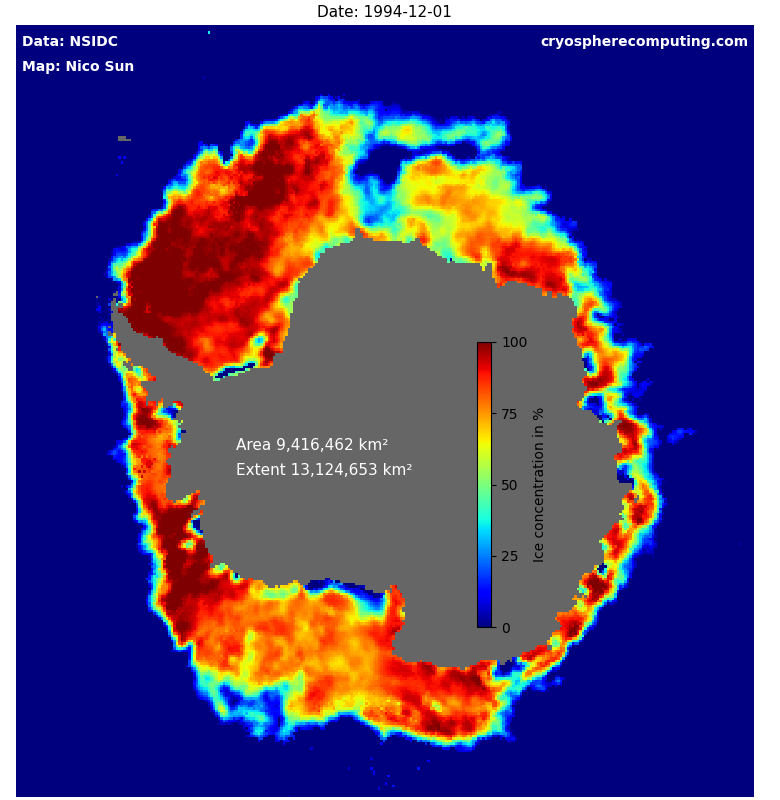 Date: 1994-12-01
Data: NSIDC
cryospherecomputing.com
Map: Nico Sun
100
75
50
25
0
Ice concentration in %
Area 9,416,462 km²
Extent 13,124,653 km²